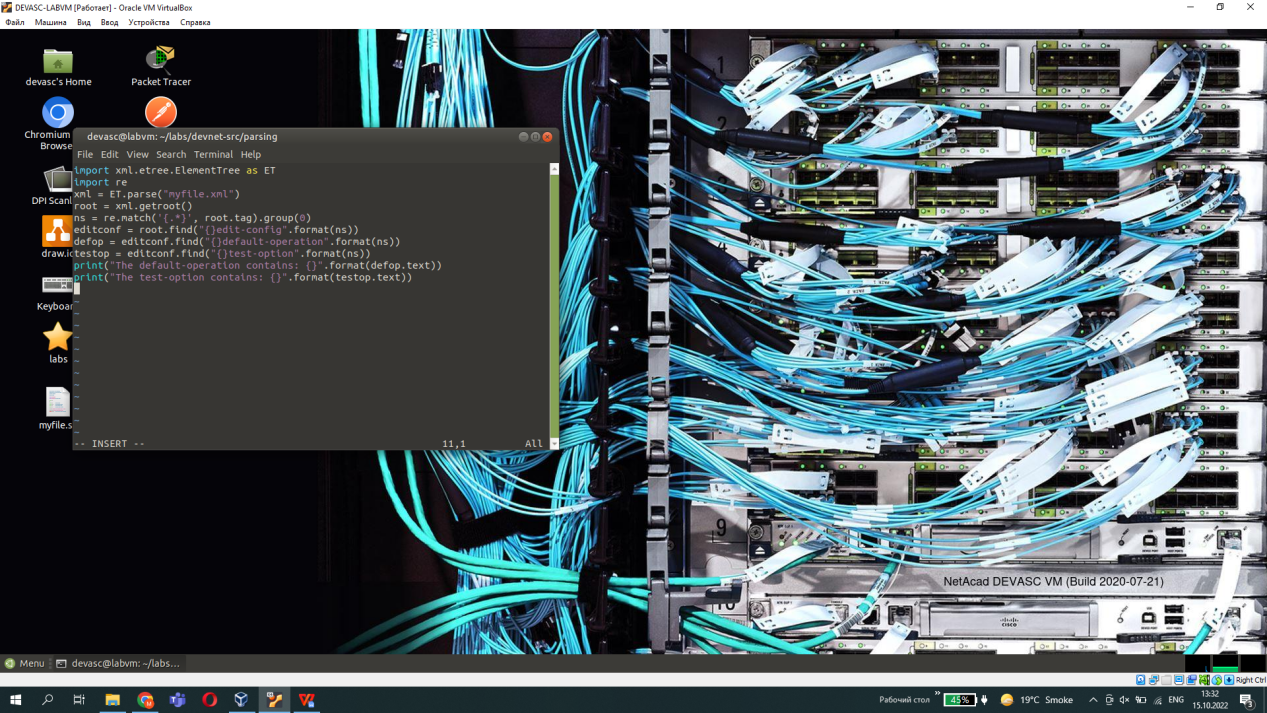 DEVASC-LABVM [Работает] - Oracle VM VirtualBox
Файл Машина Вид Ввод Устройства Справка
devasc's Home
Packet Tracer
Chromium
Browse
DPI Scan
draw.i
Keyboar
labs
myfile.s
devasc@labvm: ~/labs/devnet-src/parsing
File Edit View Search Terminal Help
import xml.etree.ElementTree as ET
import re
xml = ET.parse("myfile.xml")
root = xml.getroot()
ns = re.match('{.*}', root.tag).group(0)
editconf = root.find("{}edit-config".format(ns))
defop = editconf.find("{}default-operation".format(ns))
testop = editconf.find("{}test-option".format(ns))
print("The default-operation contains: {}".format(defop.text))
print("The test-option contains: {}".format(testop.text))
~
~
~
~
~
~
~
~
~
~
~
~
-- INSERT -- 11,1 All
1
2
9
NetAcad DEVASC VM (Build 2020-07-21)
CISCO
Menu devasc@labvm: ~/labs...
Right Ctrl
Рабочий стол » 45% 19°C Smoke ENG
13:32
15.10.2022
3